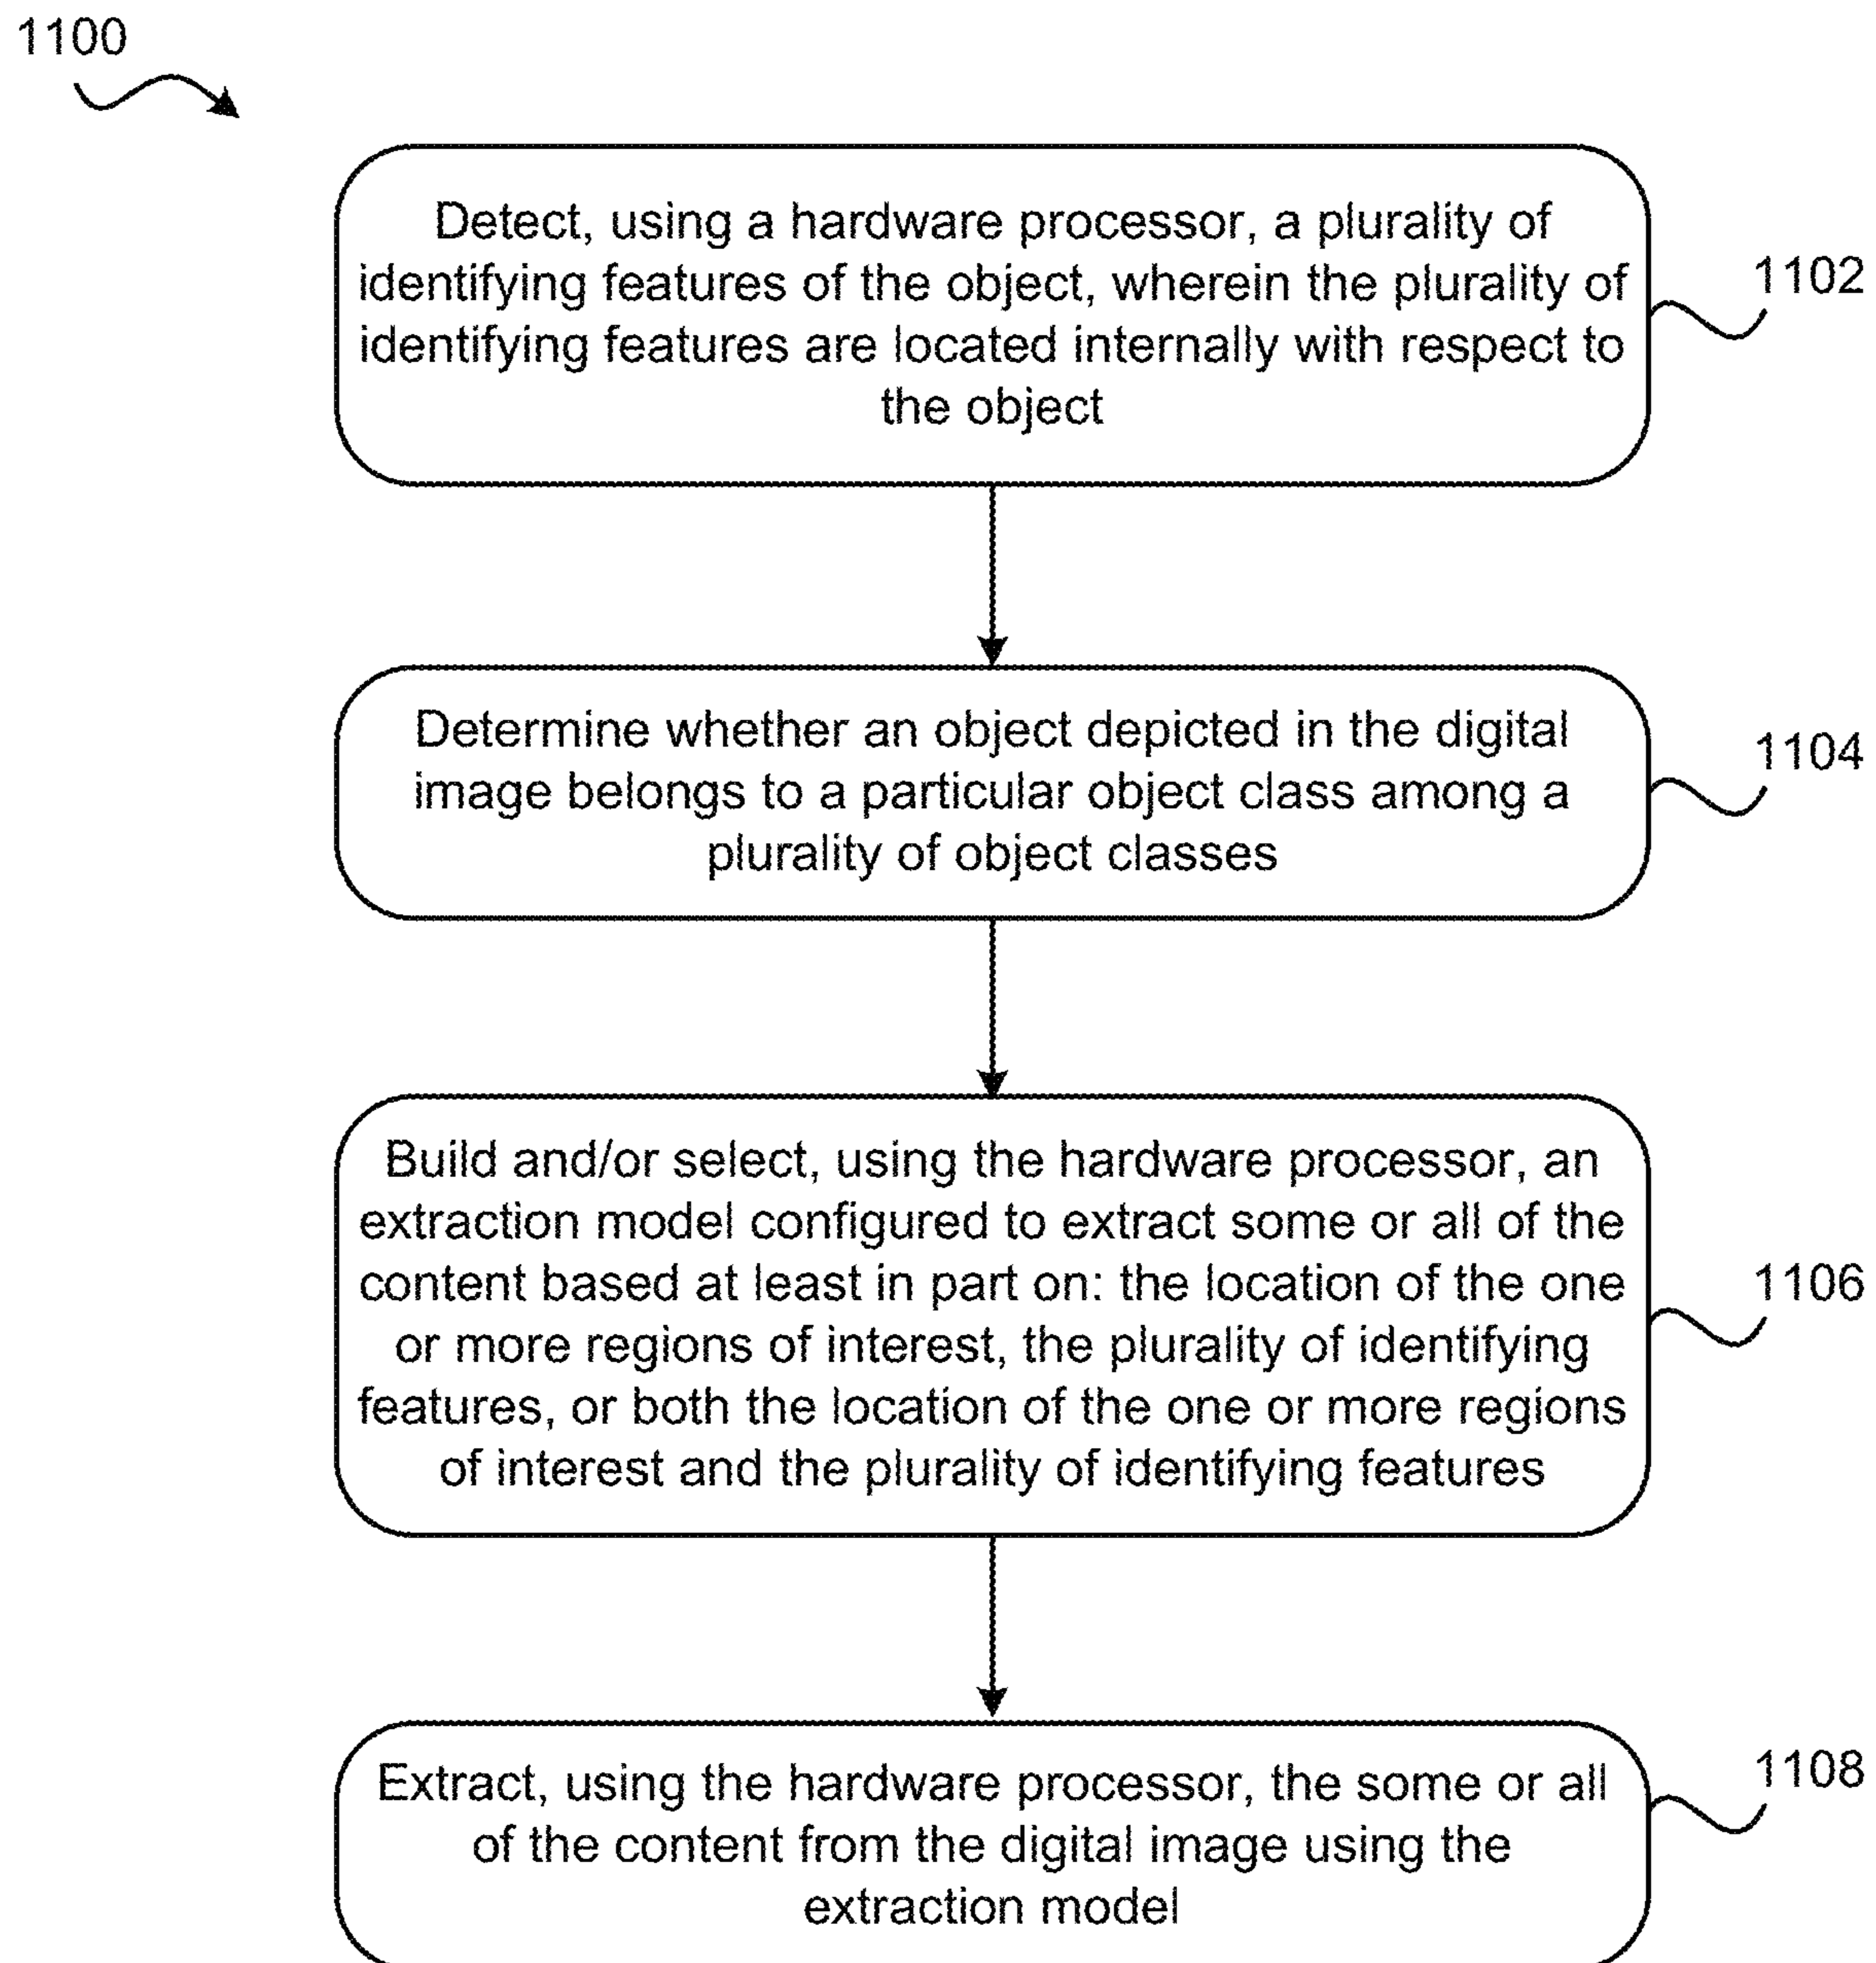 1100
Detect, using a hardware processor, a plurality of
identifying features of the object, wherein the plurality of
identifying features are located internally with respect to
the object
1102
Determine whether an object depicted in the digital
image belongs to a particular object class among a
plurality of object classes
1104
Build and/or select, using the hardware processor, an
extraction model configured to extract some or all of the
content based at least in part on: the location of the one
or more regions of interest, the plurality of identifying
features, or both the location of the one or more regions
of interest and the plurality of identifying features
1106
Extract, using the hardware processor, the some or all
of the content from the digital image using the
extraction model
1108